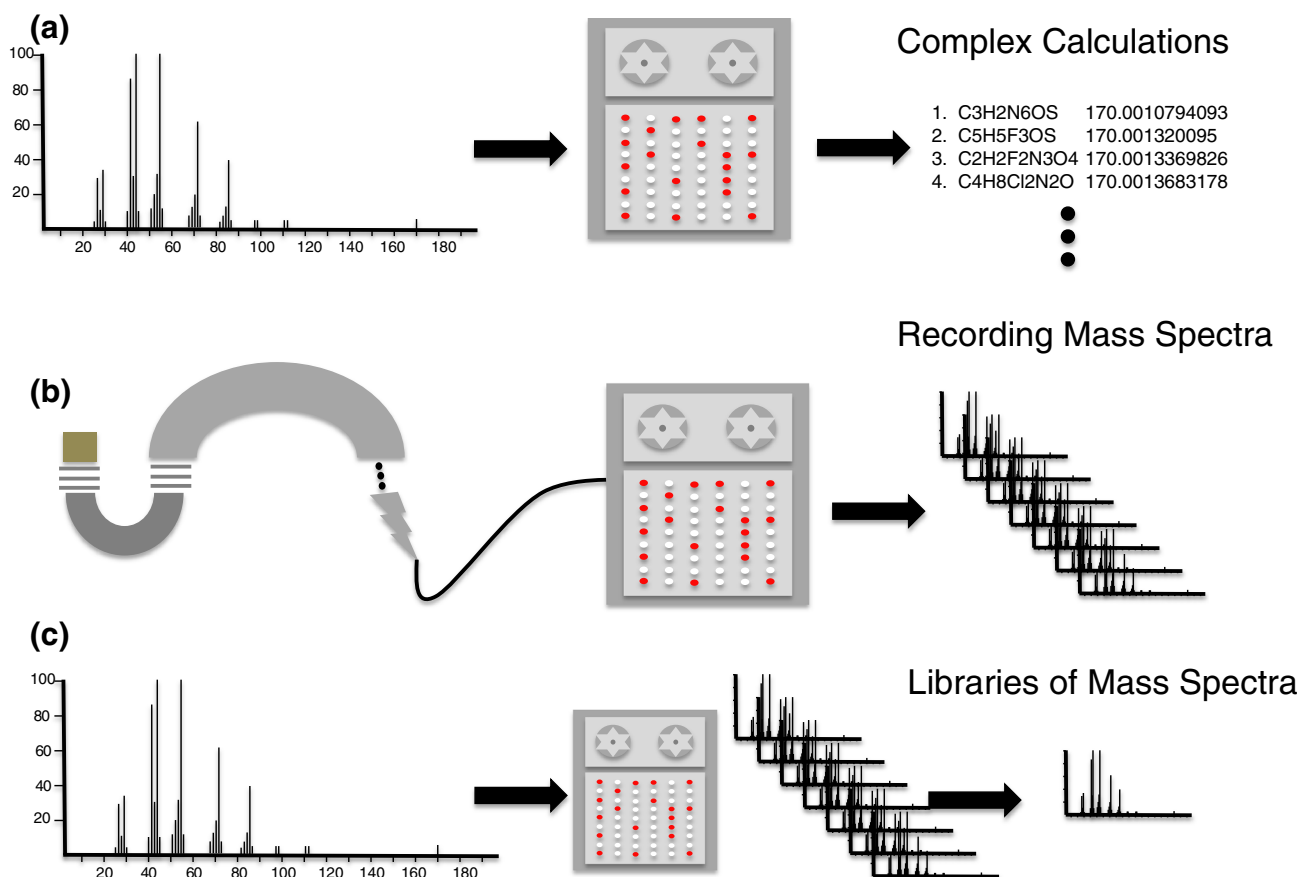 (a)
Complex Calculations
100
80
60
40
20
20 40 60 80 100 120 140 160 180
1. C3H2N6OS 170.0010794093
2. C5H5F3OS 170.001320095
3. C2H2F2N3O4 170.0013369826
4. C4H8Cl2N2O 170.0013683178
(b)
Recording Mass Spectra
(c)
Libraries of Mass Spectra
100
80
60
40
20
20 40 60 80 100 120 140 160 180